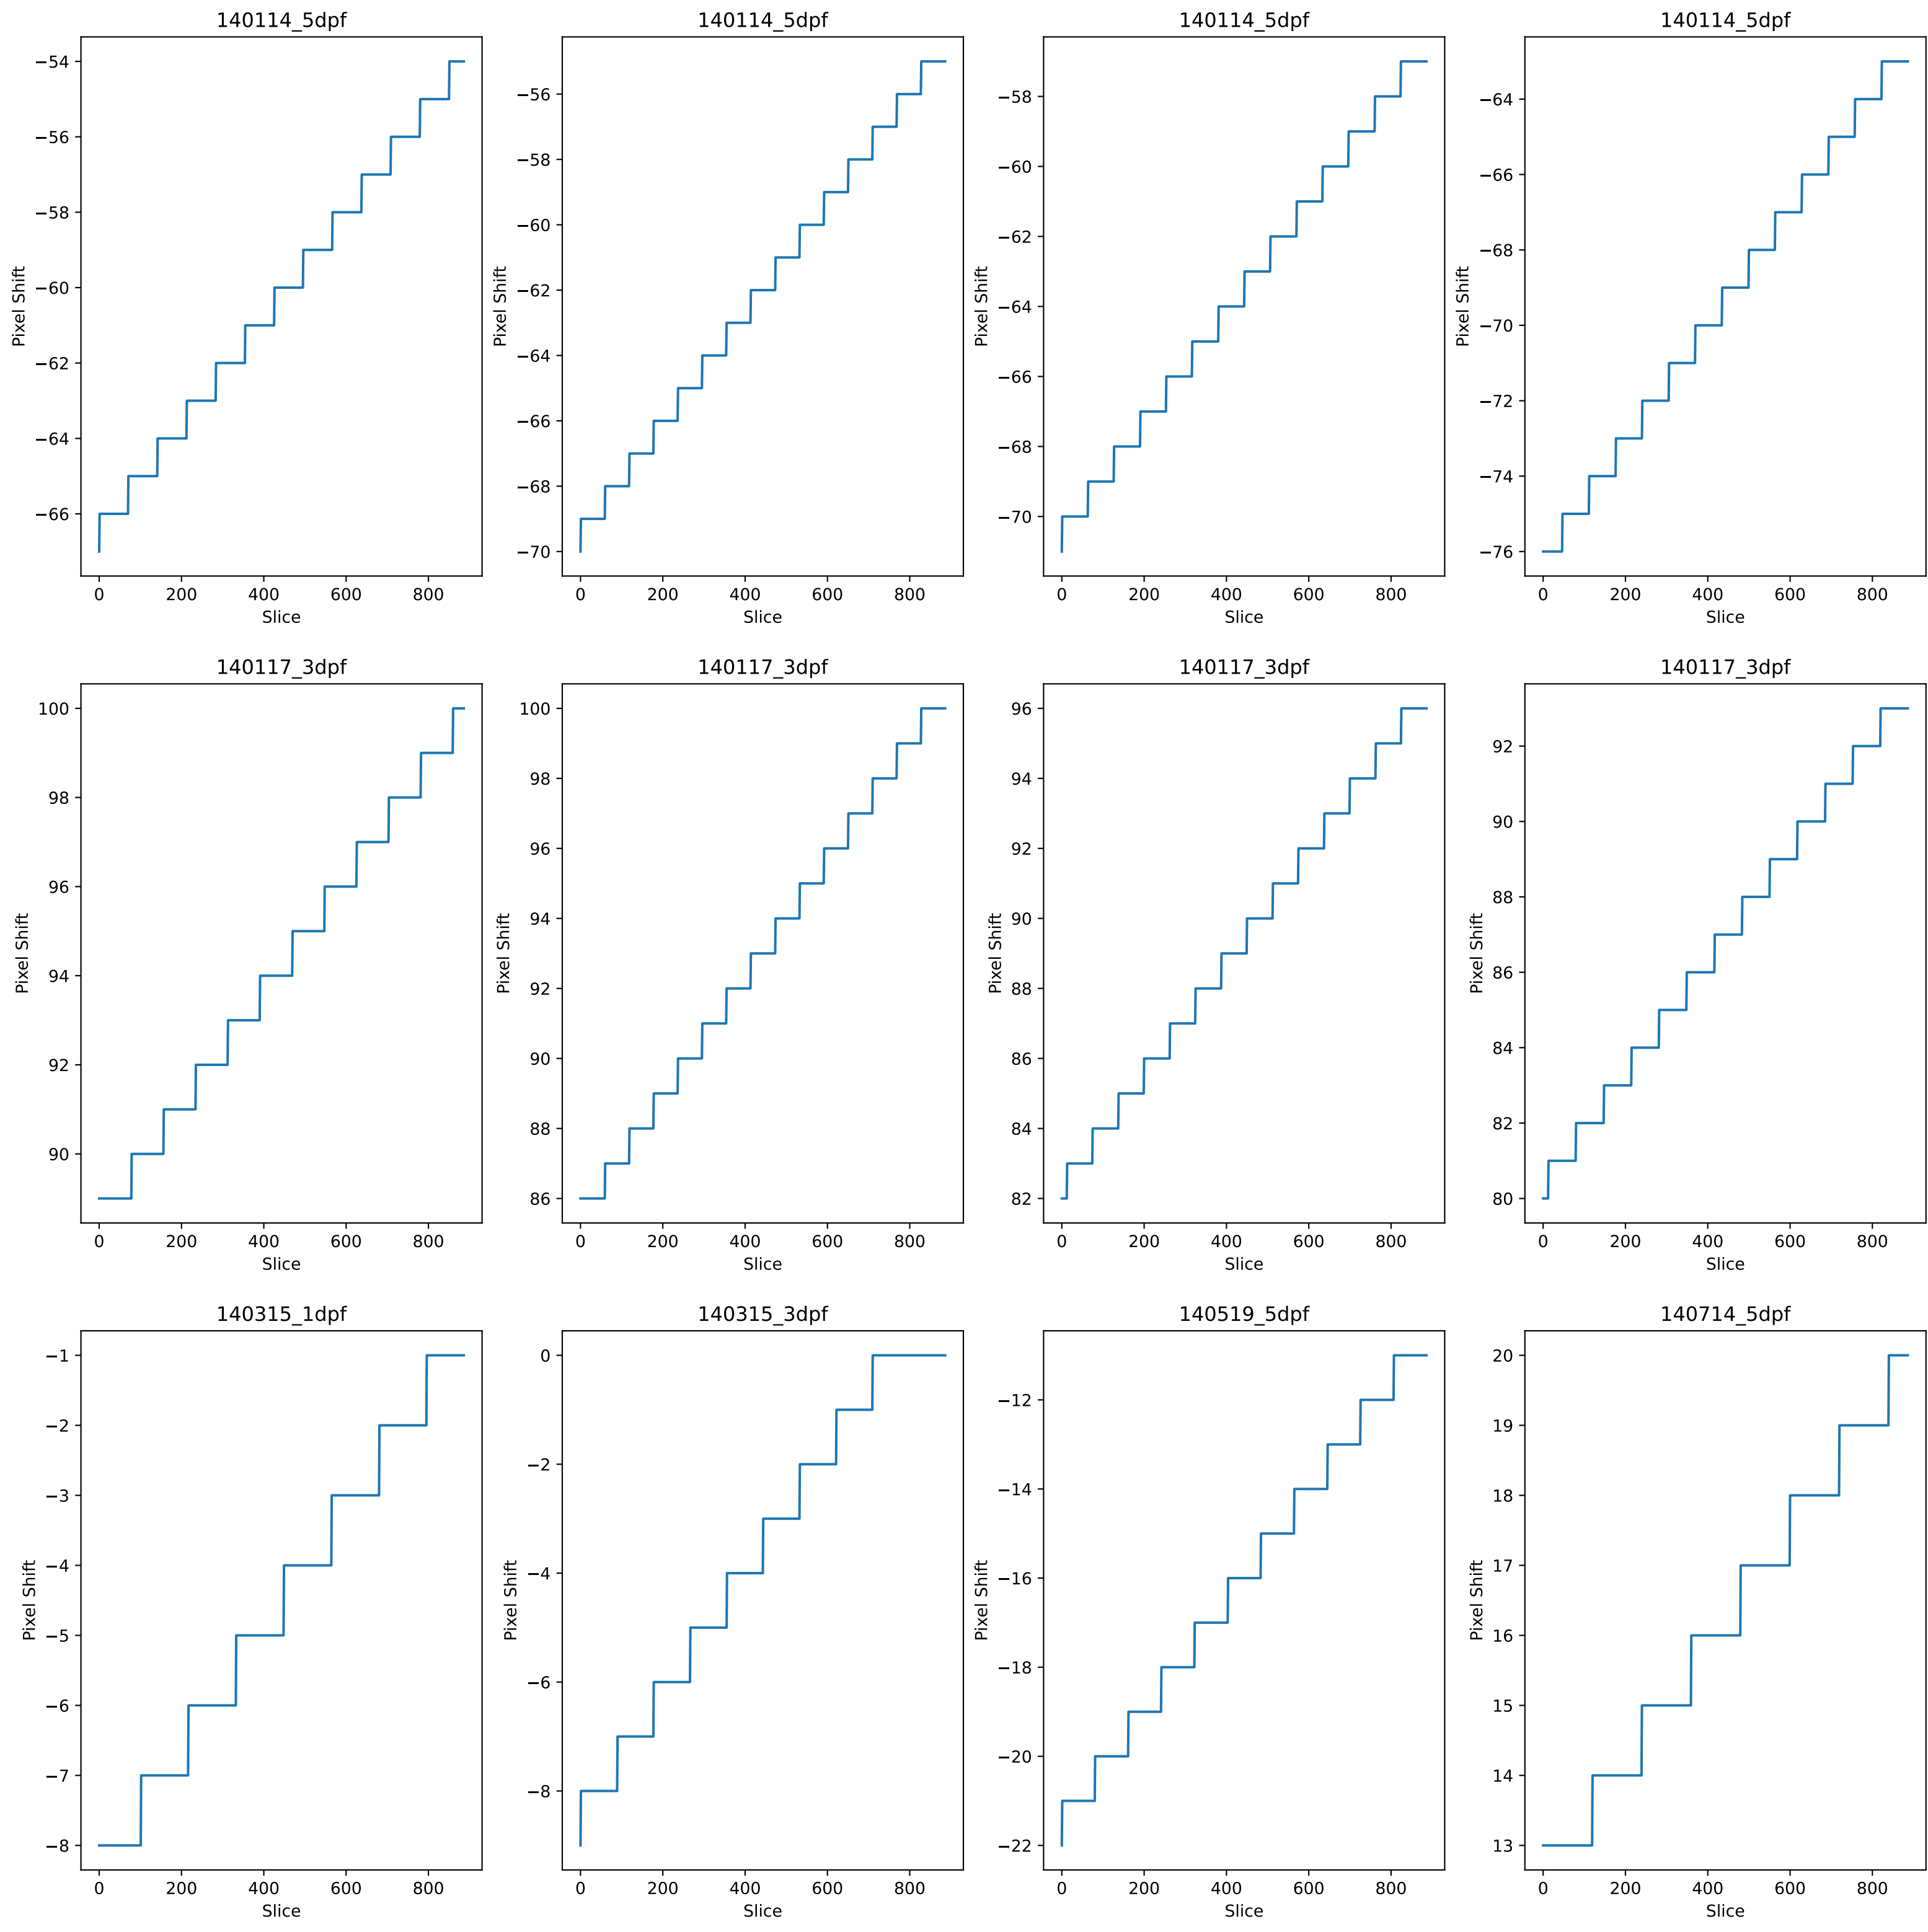 140114_5dpf
140114_5dpf
140114_5dpf
140114_5dpf
Pixel Shift
−54
−56
−58
−60
−62
−64
−66
0 200 400 600 800
Slice
Pixel Shift
−56
−58
−60
−62
−64
−66
−68
−70
0 200 400 600 800
Slice
Pixel Shift
−58
−60
−62
−64
−66
−68
−70
0 200 400 600 800
Slice
Pixel Shift
−64
−66
−68
−70
−72
−74
−76
0 200 400 600 800
Slice
140117_3dpf
140117_3dpf
140117_3dpf
140117_3dpf
Pixel Shift
100
98
96
94
92
90
0 200 400 600 800
Slice
Pixel Shift
100
98
96
94
92
90
88
86
0 200 400 600 800
Slice
Pixel Shift
96
94
92
90
88
86
84
82
0 200 400 600 800
Slice
Pixel Shift
92
90
88
86
84
82
80
0 200 400 600 800
Slice
140315_1dpf
140315_3dpf
140519_5dpf
140714_5dpf
Pixel Shift
−1
−2
−3
−4
−5
−6
−7
−8
0 200 400 600 800
Slice
Pixel Shift
0
−2
−4
−6
−8
0 200 400 600 800
Slice
Pixel Shift
−12
−14
−16
−18
−20
−22
0 200 400 600 800
Slice
Pixel Shift
20
19
18
17
16
15
14
13
0 200 400 600 800
Slice